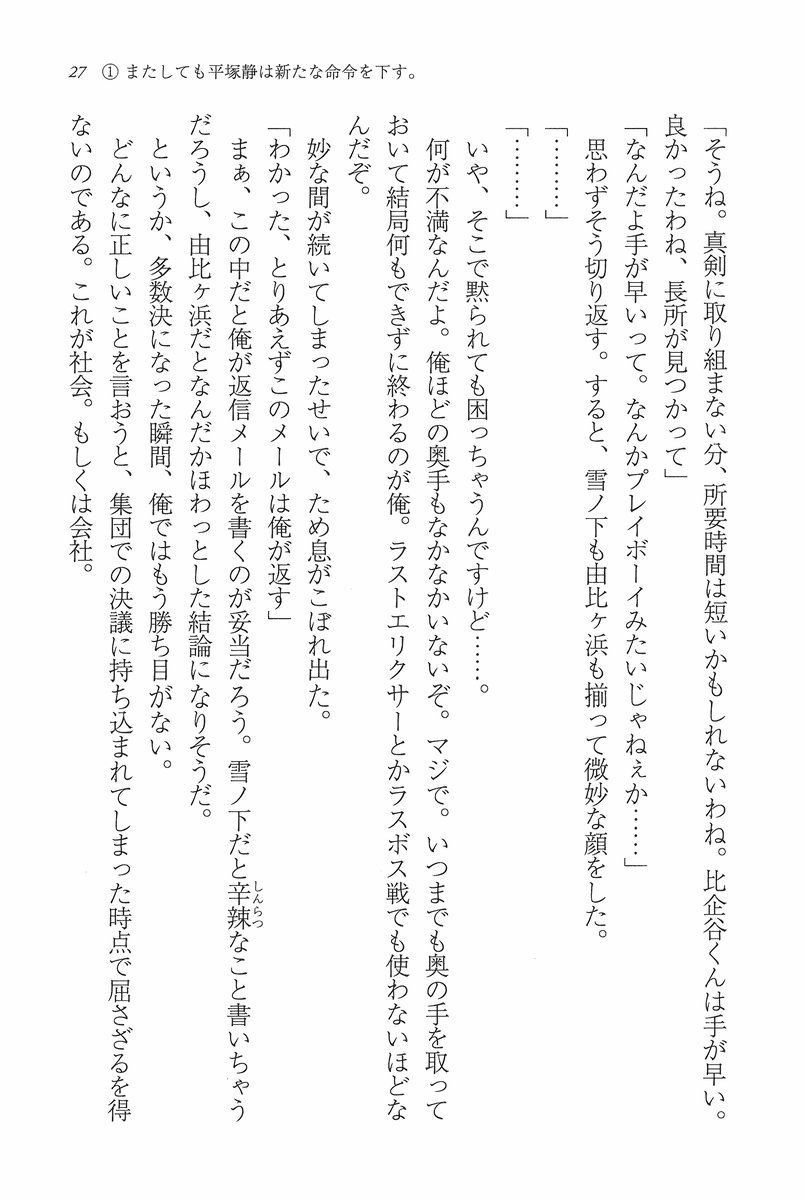 27 ① またしても平塚静は新たな命令を下す。
「そうね。真剣に取り組まない分、所要時間は短いかもしれないわね。比企谷くんは手が早い。
良かったわね、長所が見つかって」
「なんだよ手が早いって。なんかプレイボーイみたいじゃねぇか……」
思わずそう切り返す。すると、雪ノ下も由比ヶ浜も揃って微妙な顔をした。
「………」
「………」
いや、そこで黙られても困っちゃうんですけど……。
何が不満なんだよ。俺ほどの奥手もなかなかいないぞ。マジで。いつまでも奥の手を取って
おいて結局何もできずに終わるのが俺。ラストエリクサーとかラスボス戦でも使わないほどな
んだぞ。
妙な間が続いてしまったせいで、ため息がこぼれ出た。
「わかった、とりあえずこのメールは俺が返す」
まぁ、この中だと俺が返信メールを書くのが妥当だろう。雪ノ下だと辛辣しんらつなこと書いちゃう
だろうし、由比ヶ浜だとなんだかほわっとした結論になりそうだ。
というか、多数決になった瞬間、俺ではもう勝ち目がない。
どんなに正しいことを言おうと、集団での決議に持ち込まれてしまった時点で屈さざるを得
ないのである。これが社会。もしくは会社。